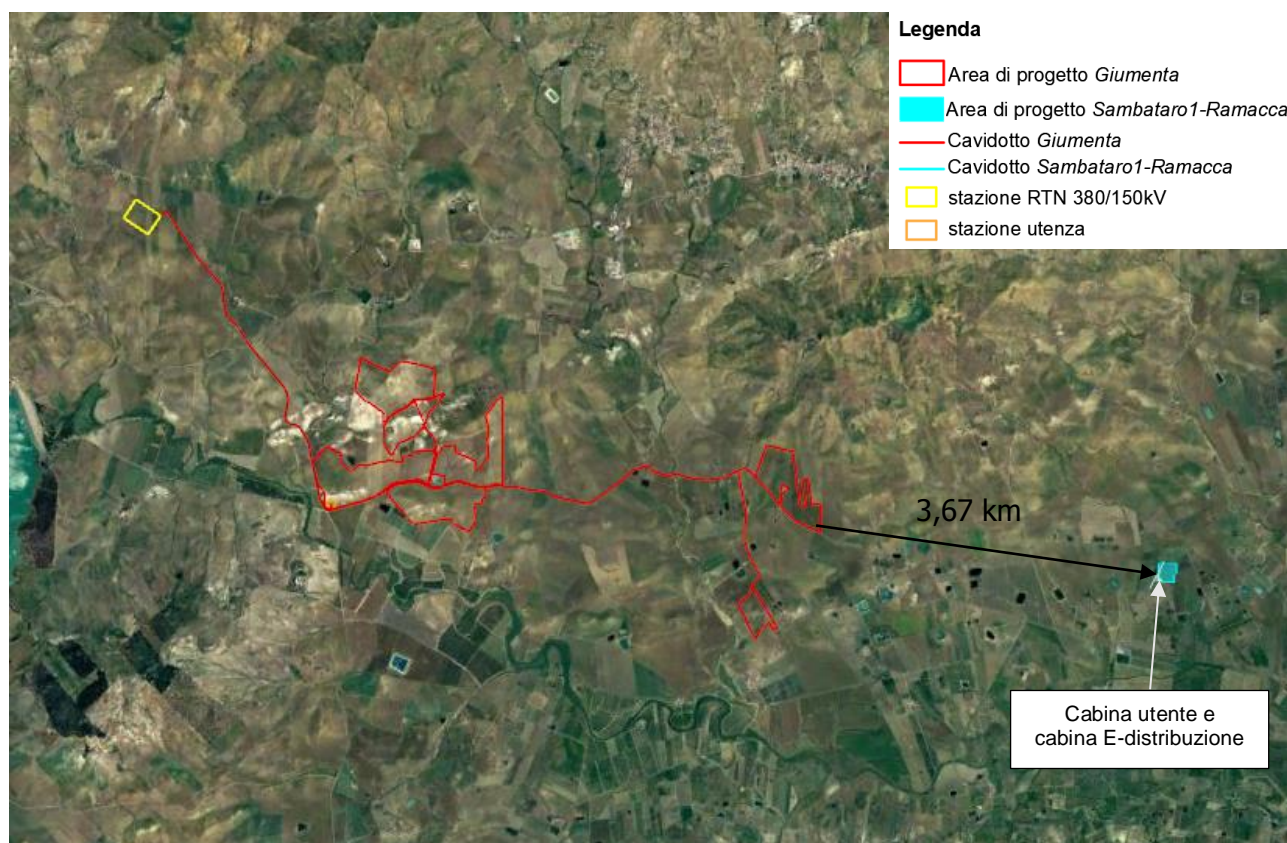 Legenda
Area di progetto Giumenta
Area di progetto Sambataro1-Ramacca
Cavidotto Giumenta
Cavidotto Sambataro1-Ramacca
stazione RTN 380/150kV
stazione utenza
3,67 km
Cabina utente e
cabina E-distribuzione